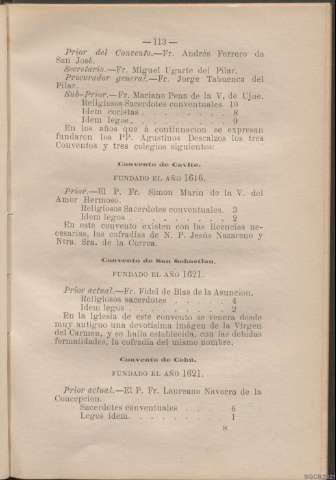 — 113 —
Prior del Convento.—Fr. Andrés Ferrero de
San José.
Secretario.—Fr. Miguel Ugarte del Pilar.
Procurador general.—Fr. Jorge Tabuenca del
Pilar.
Sub-Prior.—Fr. Mariano Pena de la V. de Ujue.
Religiosos Sacerdotes conventuales. 10
Idem coristas . . . . . . . 8
Idem legos. . . . . . . . 9
En los años que á continuacion se expresan
fundaron los PP. Agustinos Descalzos los tres
Conventos y tres colegios siguientes:
Convento de Cavite.
FUNDADO EL AÑO 1616.
Prior.—El P. Fr. Simon Marin de la V. del
Amor Hermoso.
Religiosos Sacerdotes conventuales. 3
Idem legos . . . . . . . 2
En este convento existen con las licencias ne-
cesarias, las cofradías de N. P. Jesús Nazareno y
Ntra. Sra. de la Correa.
Convento de San Sebastian.
FUNDADO EL AÑO 1621.
Prior actual.—Fr. Fidel de Blas de la Asuncion.
Religiosos sacerdotes . . . . . 4
Idem legos . . . . . . . 2
En la Iglesia de este convento se venera desde
muy antiguo una devotísima imágen de la Vírgen
del Carmen, y se halla establecida, con las debidas
formalidades, la cofradía del mismo nombre.
Convento de Cebú.
FUNDADO EL AÑO 1621.
Prior actual.—El P. Fr. Laureano Navarro de la
Concepcion.
Sacerdotes conventuales . . . . 6
Legos idem. . . . . . . 1
8